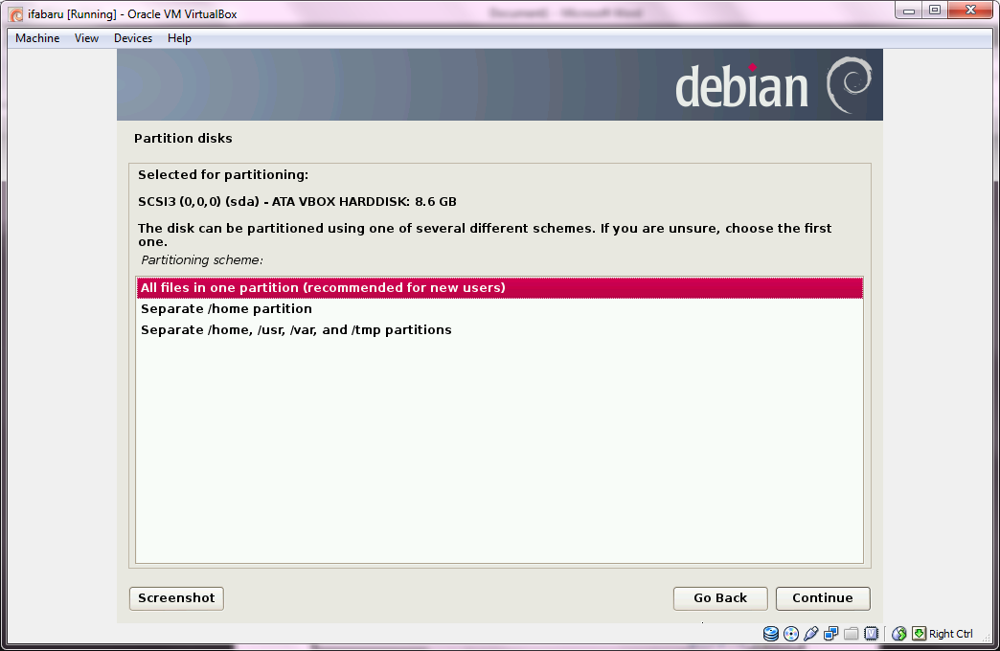 ifabaru [Running] - Oracle VM VirtualBox
Machine View Devices Help
debian
Partition disks
Selected for partitioning:
SCSI3 (0,0,0) (sda) - ATA VBOX HARDDISK: 8.6 GB
The disk can be partitioned using one of several different schemes. If you are unsure, choose the first
one.
Partitioning scheme:
All files in one partition (recommended for new users)
Separate /home partition
Separate /home, /usr, /var, and /tmp partitions
Screenshot Go Back Continue
Right Ctrl